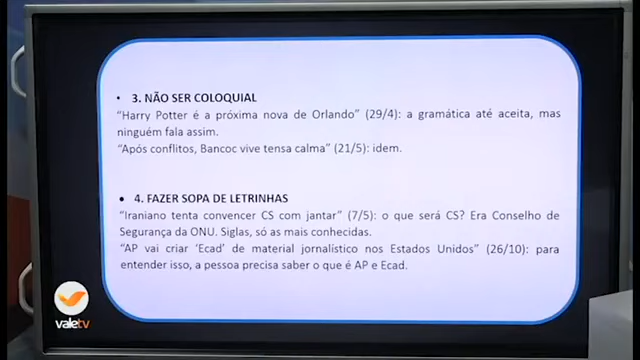 • 3. NÃO SER COLOQUIAL
"Harry Potter é a próxima nova de Orlando" (29/4): a gramática até aceita, mas
ninguém fala assim.
"Após conflitos, Bancoc vive tensa calma" (21/5): idem.
• 4. FAZER SOPA DE LETRINHAS
"Iraniano tenta convencer CS com jantar" (7/5): o que será CS? Era Conselho de
Segurança da ONU. Siglas, só as mais conhecidas.
"AP vai criar 'Ecad' de material jornalístico nos Estados Unidos" (26/10): para
entender isso, a pessoa precisa saber o que é AP e Ecad.
valetv